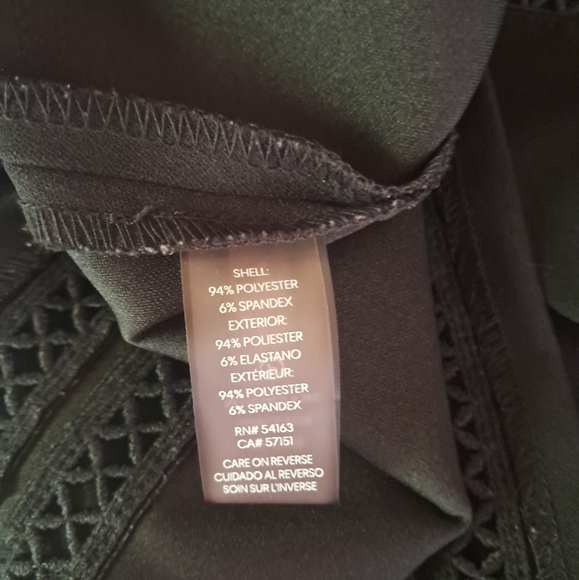 SHELL:
94% POLYESTER
6% SPANDEX
EXTERIOR:
94% POLIESTER
6% ELASTANO
EXTÉRIEUR:
94% POLYESTER
6% SPANDEX
RN# 54163
CA# 57151
CARE ON REVERSE
CUIDADO AL REVERSO
SOIN SUR L'INVERSE